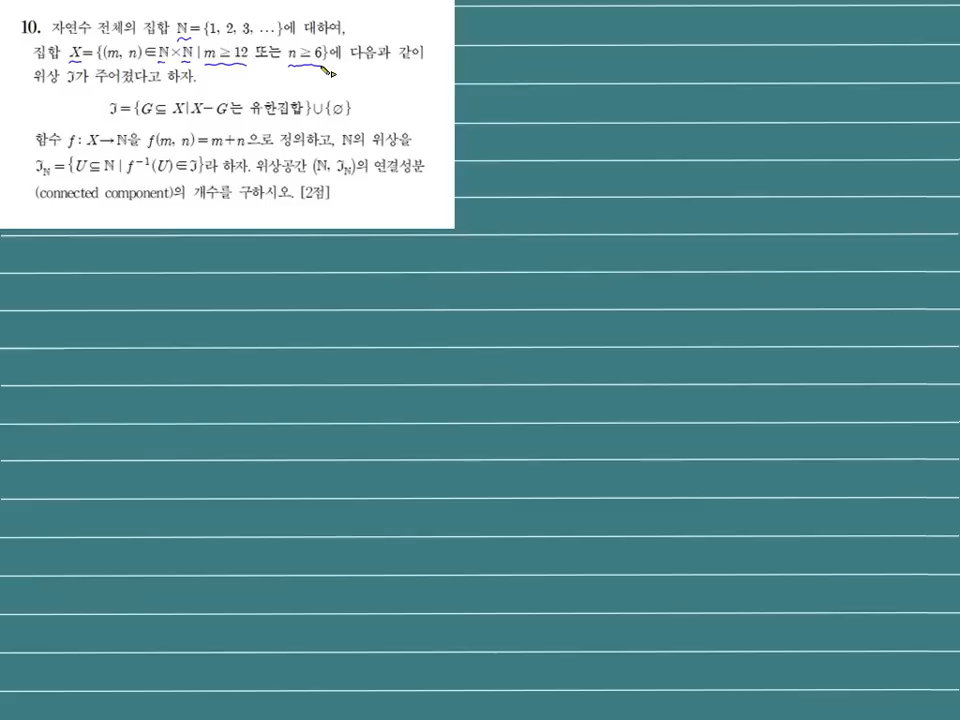 10. 자연수 전체의 집합 ℕ={1, 2, 3, …}에 대하여,
집합 X={(m, n)∈ℕ×ℕ | m≥12 또는 n≥6}에 다음과 같이
위상 ℑ가 주어졌다고 하자.
ℑ={G⊆X | X−G는 유한집합}∪{∅}
함수 f : X→ℕ을 f(m, n)=m+n으로 정의하고, ℕ의 위상을
ℑ_ℕ={U⊆ℕ | f⁻¹(U)∈ℑ}라 하자. 위상공간 (ℕ, ℑ_ℕ)의 연결성분
(connected component)의 개수를 구하시오. [2점]